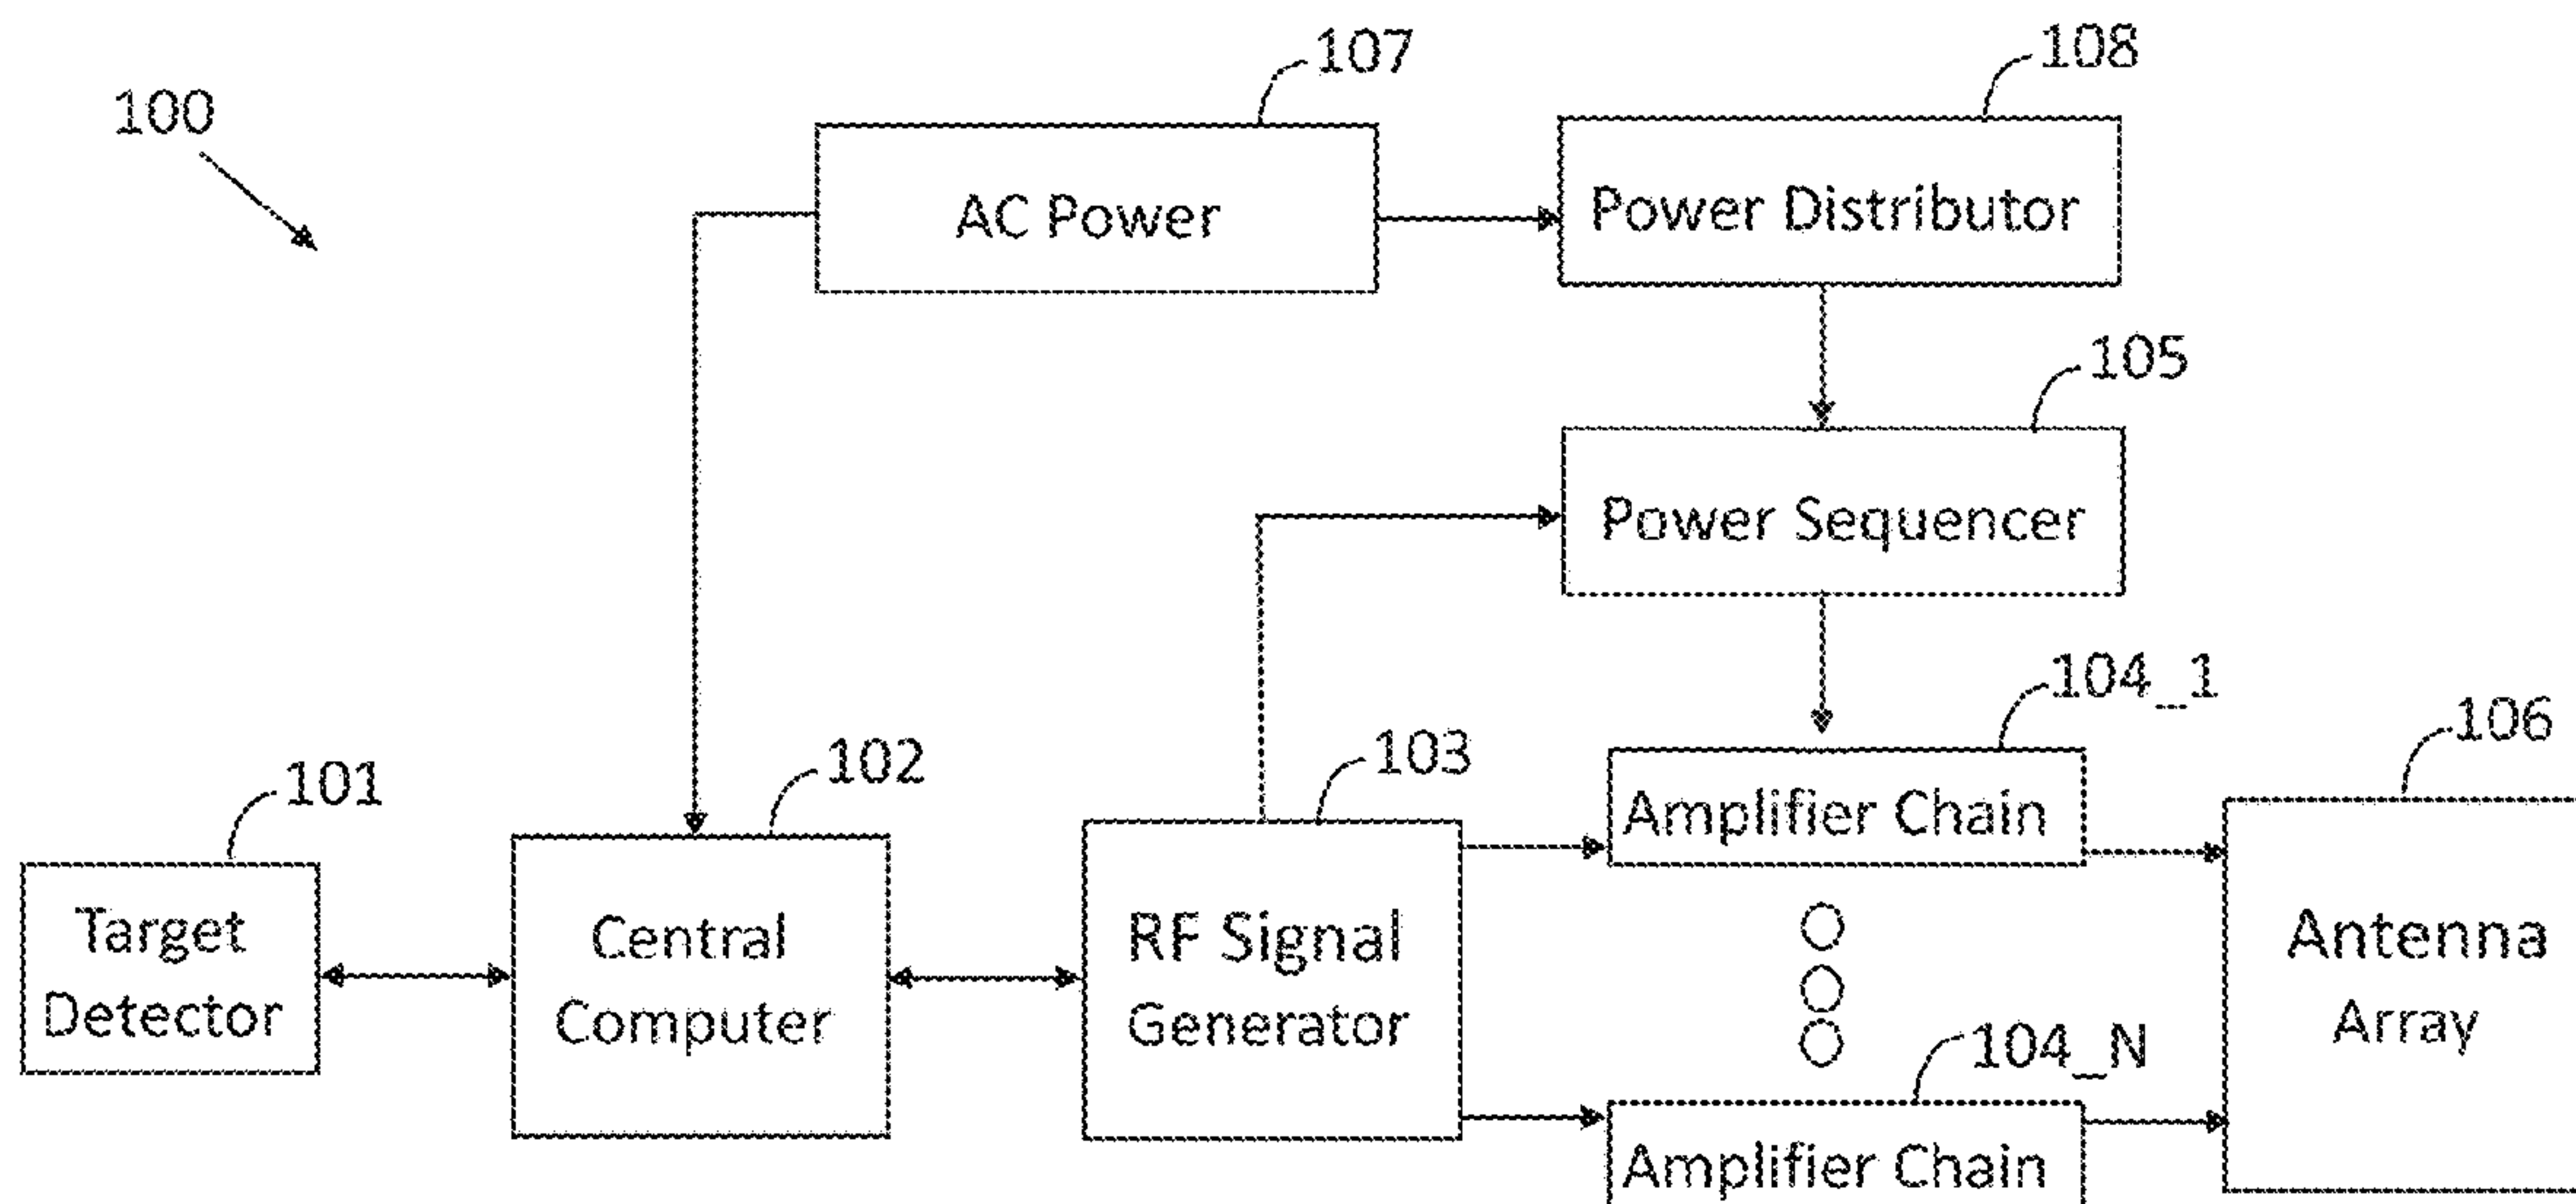 107
108
100
AC Power
Power Distributor
105
Power Sequencer
104_1
106
103
102
101
Amplifier Chain
Target
Detector
Central
Computer
RF Signal
Generator
Antenna
Array
104_N
Amplifier Chain